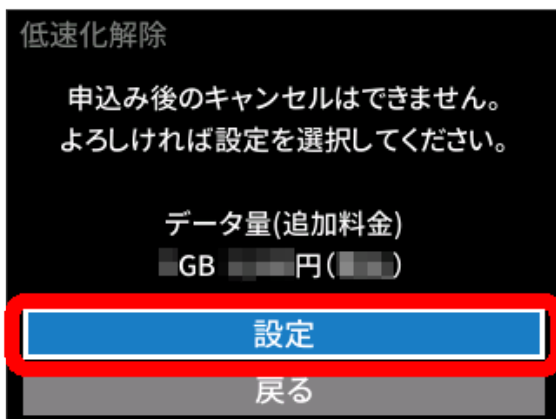 低速化解除
申込み後のキャンセルはできません。
よろしければ設定を選択してください。
データ量(追加料金)
GB 円( )
設定
戻る